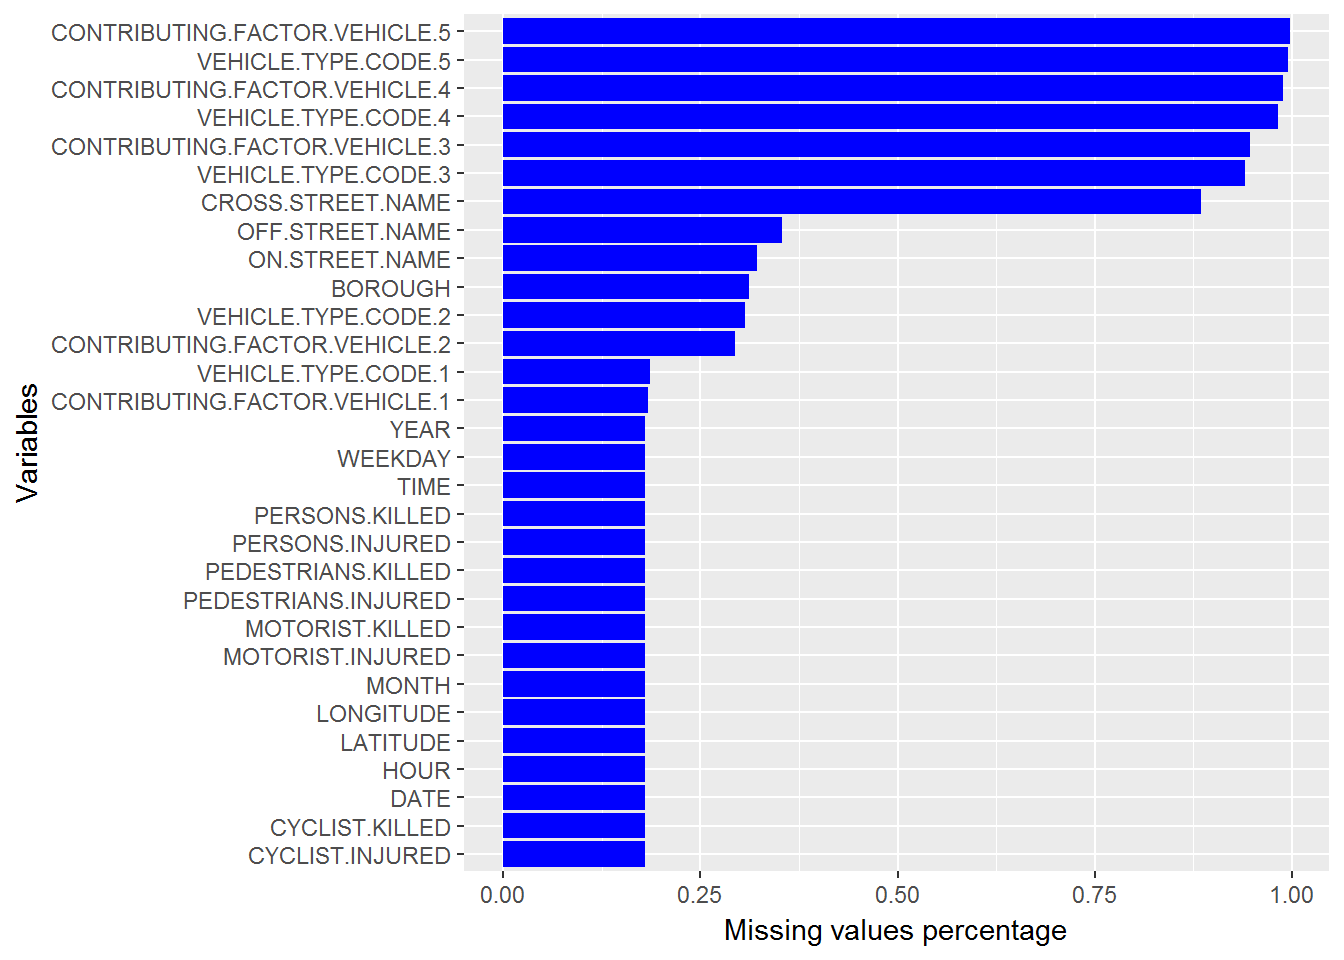 CONTRIBUTING.FACTOR.VEHICLE.5
VEHICLE.TYPE.CODE.5
CONTRIBUTING.FACTOR.VEHICLE.4
VEHICLE.TYPE.CODE.4
CONTRIBUTING.FACTOR.VEHICLE.3
VEHICLE.TYPE.CODE.3
CROSS.STREET.NAME
OFF.STREET.NAME
ON.STREET.NAME
BOROUGH
VEHICLE.TYPE.CODE.2
CONTRIBUTING.FACTOR.VEHICLE.2
VEHICLE.TYPE.CODE.1
CONTRIBUTING.FACTOR.VEHICLE.1
YEAR
WEEKDAY
TIME
PERSONS.KILLED
PERSONS.INJURED
PEDESTRIANS.KILLED
PEDESTRIANS.INJURED
MOTORIST.KILLED
MOTORIST.INJURED
MONTH
LONGITUDE
LATITUDE
HOUR
DATE
CYCLIST.KILLED
CYCLIST.INJURED
Variables
0.00 0.25 0.50 0.75 1.00
Missing values percentage